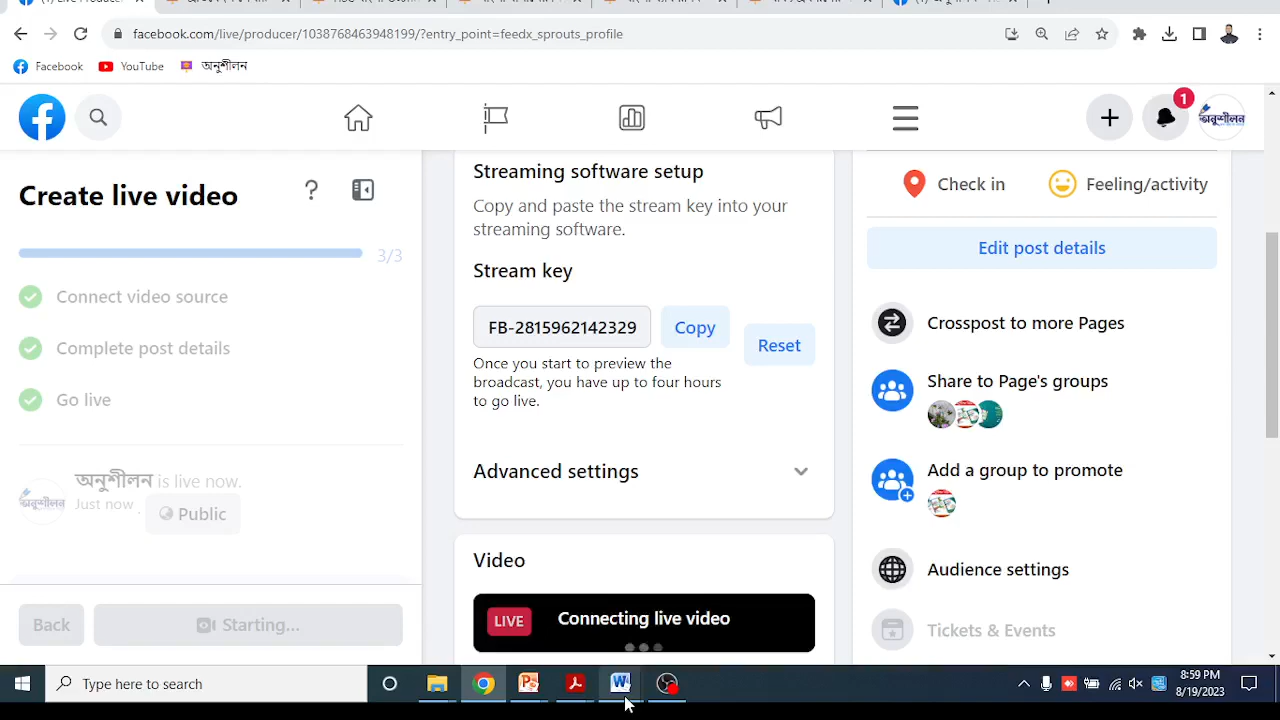 facebook.com/live/producer/1038768463948199/?entry_point=feedx_sprouts_profile
Facebook
YouTube
অনুশীলন
1
অনুশীলন
Create live video
3/3
Connect video source
Complete post details
Go live
অনুশীলন is live now.
Just now .
Public
Back
Starting...
Streaming software setup
Copy and paste the stream key into your
streaming software.
Stream key
FB-2815962142329
Copy
Reset
Once you start to preview the
broadcast, you have up to four hours
to go live.
Advanced settings
Video
LIVE
Connecting live video
Check in
Feeling/activity
Edit post details
Crosspost to more Pages
Share to Page's groups
Add a group to promote
Audience settings
Tickets & Events
Type here to search
8:59 PM
8/19/2023